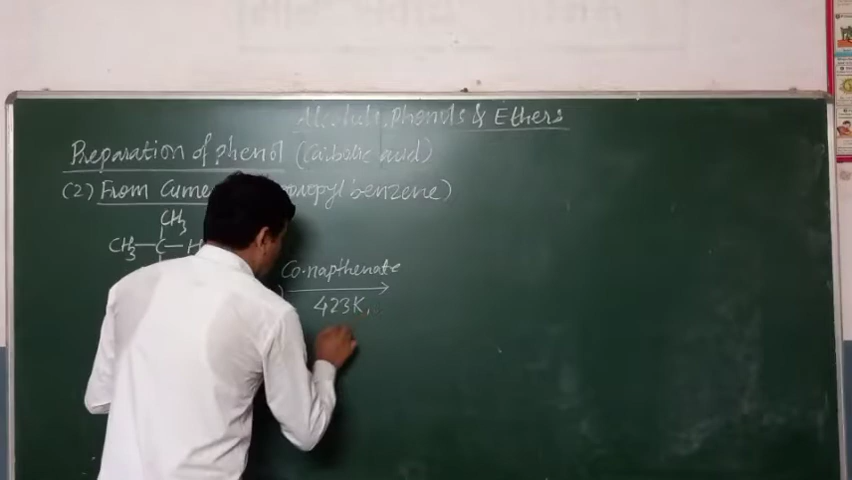 Alcohols, Phenols & Ethers
Preparation of phenol (Carbolic acid)
(2) From Cume propyl benzene)
CH3
CH3—C—H
Co-napthenate
423K,